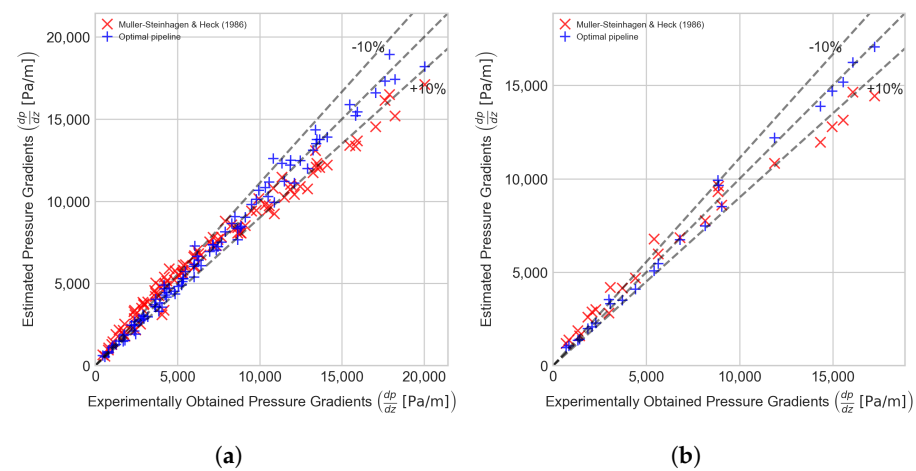 Muller-Steinhagen & Heck (1986)
Optimal pipeline
-10%
+10%
20,000
15,000
10,000
5,000
0
0 5,000 10,000 15,000 20,000
Estimated Pressure Gradients (dp/dz [Pa/m])
Experimentally Obtained Pressure Gradients (dp/dz [Pa/m])
(a)
Muller-Steinhagen & Heck (1986)
Optimal pipeline
-10%
+10%
15,000
10,000
5,000
0
0 5,000 10,000 15,000
Estimated Pressure Gradients (dp/dz [Pa/m])
Experimentally Obtained Pressure Gradients (dp/dz [Pa/m])
(b)